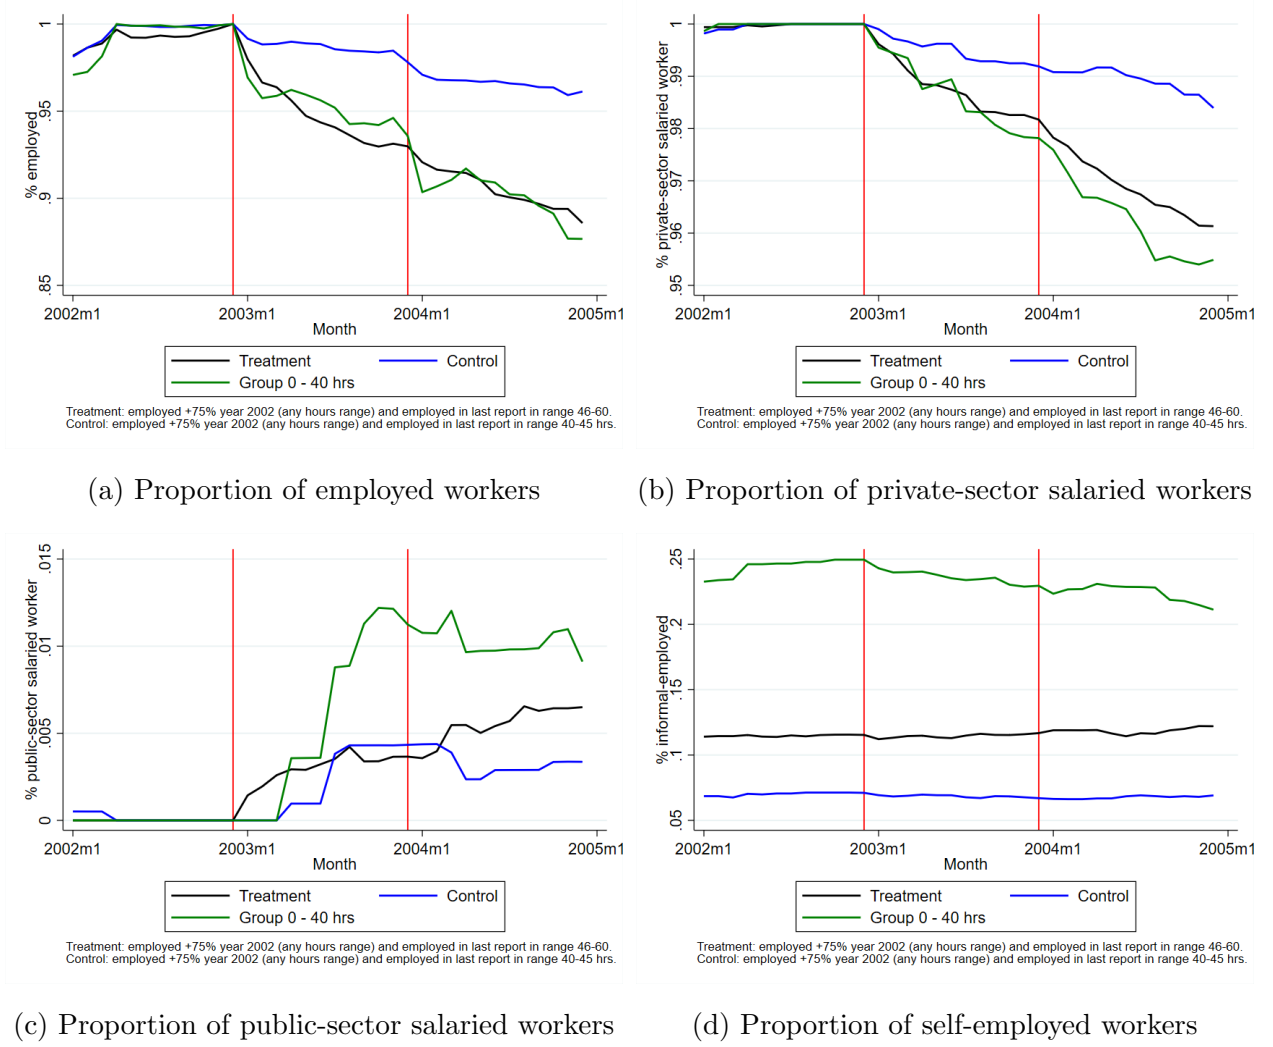 % employed
1
.95
.9
.85
2002m1 2003m1 2004m1 2005m1
Month
Treatment Control
Group 0 - 40 hrs
Treatment: employed +75% year 2002 (any hours range) and employed in last report in range 46-60.
Control: employed +75% year 2002 (any hours range) and employed in last report in range 40-45 hrs.
(a) Proportion of employed workers
% private-sector salaried worker
1
.99
.98
.97
.96
.95
2002m1 2003m1 2004m1 2005m1
Month
Treatment Control
Group 0 - 40 hrs
Treatment: employed +75% year 2002 (any hours range) and employed in last report in range 46-60.
Control: employed +75% year 2002 (any hours range) and employed in last report in range 40-45 hrs.
(b) Proportion of private-sector salaried workers
% public-sector salaried worker
.015
.01
.005
0
2002m1 2003m1 2004m1 2005m1
Month
Treatment Control
Group 0 - 40 hrs
Treatment: employed +75% year 2002 (any hours range) and employed in last report in range 46-60.
Control: employed +75% year 2002 (any hours range) and employed in last report in range 40-45 hrs.
(c) Proportion of public-sector salaried workers
% informal-employed
.25
.2
.15
.1
.05
2002m1 2003m1 2004m1 2005m1
Month
Treatment Control
Group 0 - 40 hrs
Treatment: employed +75% year 2002 (any hours range) and employed in last report in range 46-60.
Control: employed +75% year 2002 (any hours range) and employed in last report in range 40-45 hrs.
(d) Proportion of self-employed workers